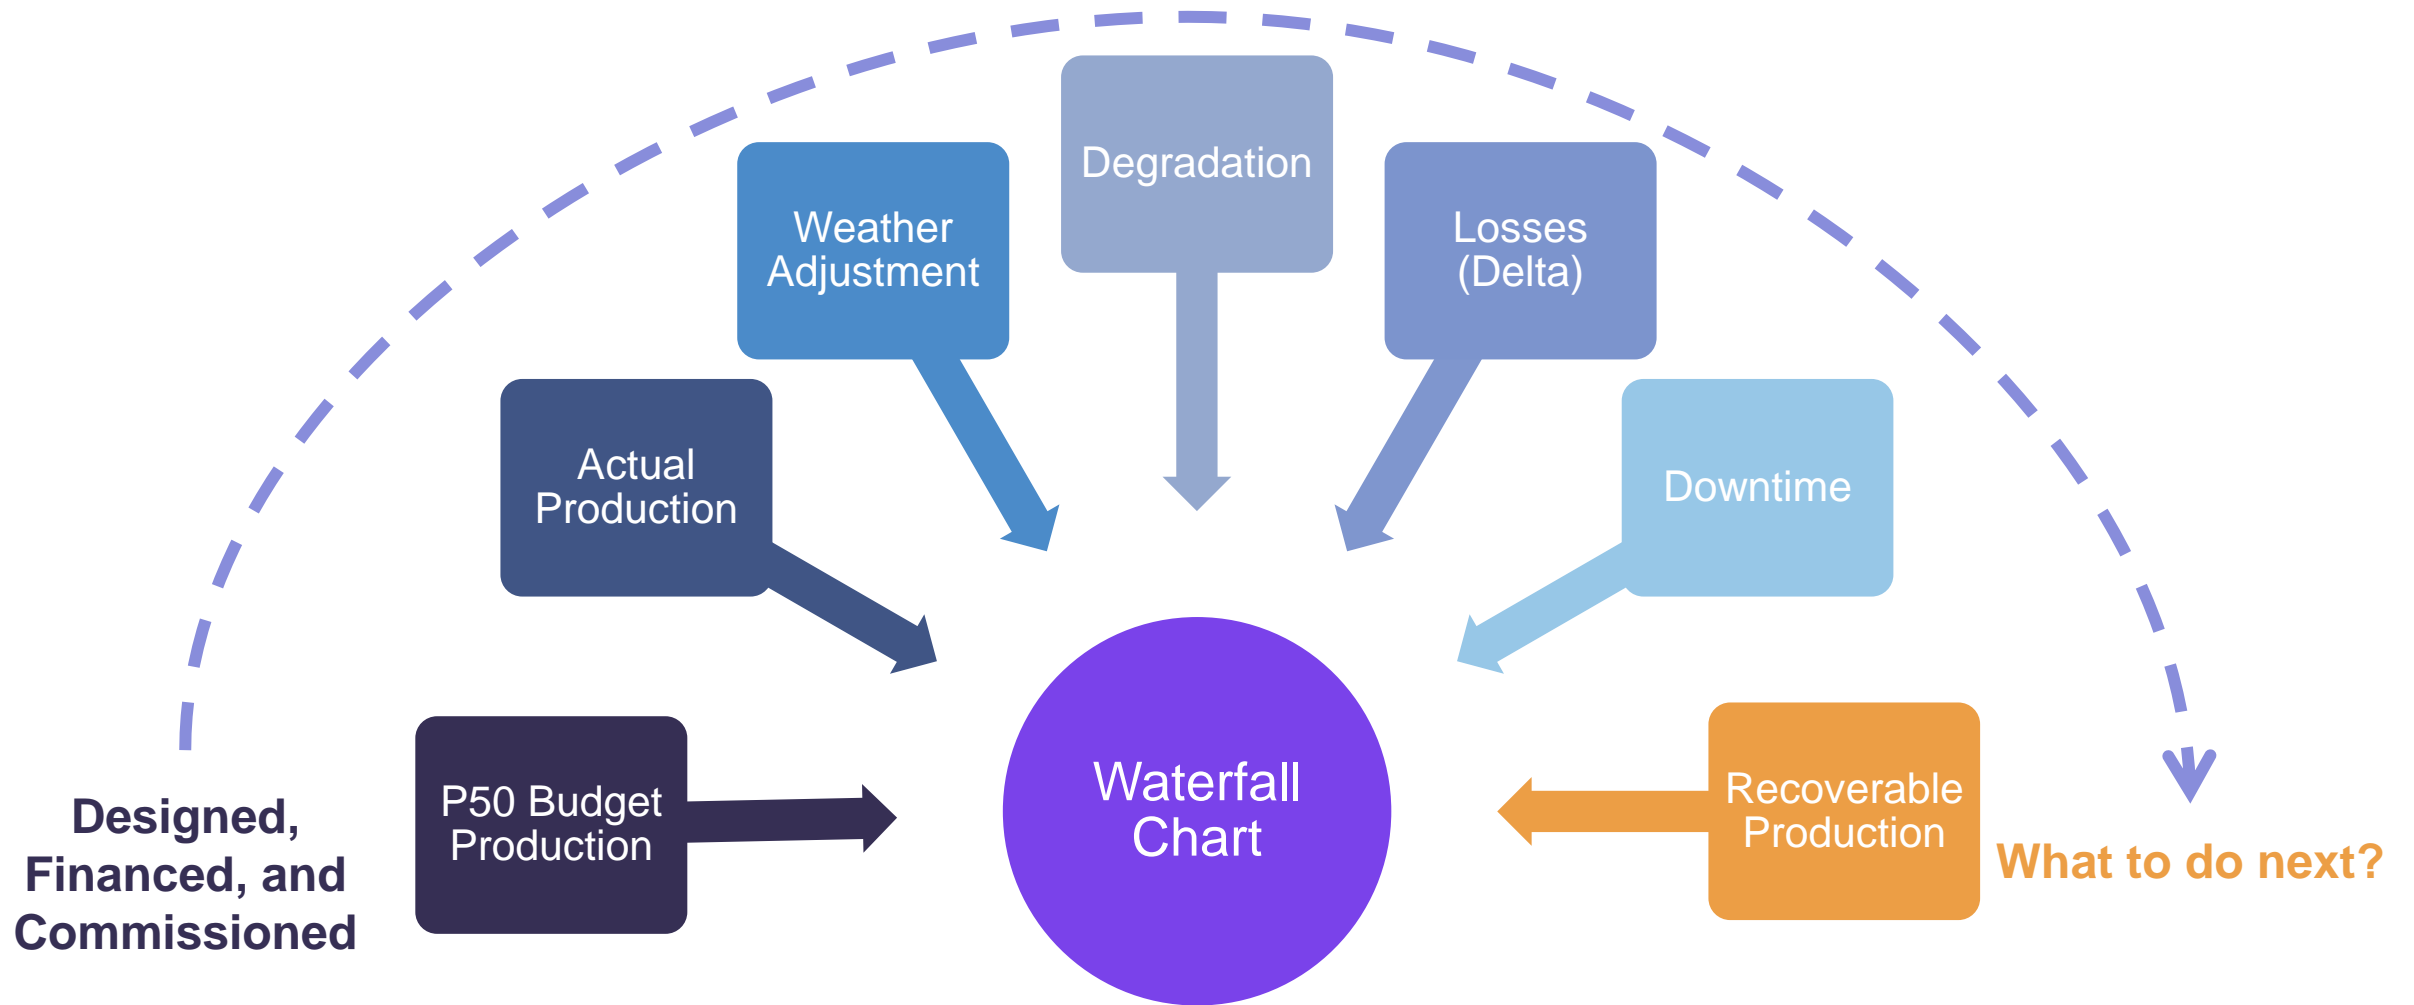 Degradation
Weather
Adjustment
Losses
(Delta)
Actual
Production
Downtime
P50 Budget
Production
Waterfall
Chart
Recoverable
Production
Designed,
Financed, and
Commissioned
What to do next?